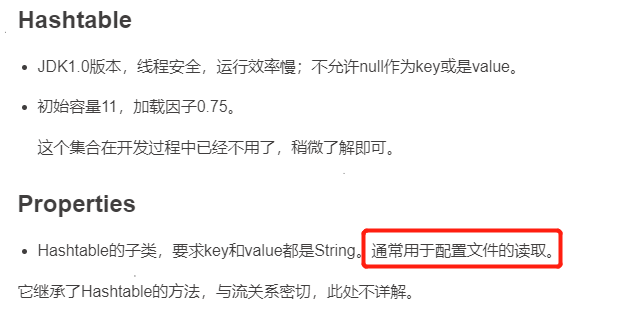 Hashtable
JDK1.0版本，线程安全，运行效率慢；不允许null作为key或是value。
初始容量11，加载因子0.75。
这个集合在开发过程中已经不用了，稍微了解即可。
Properties
Hashtable的子类，要求key和value都是String。通常用于配置文件的读取。
它继承了Hashtable的方法，与流关系密切，此处不详解。